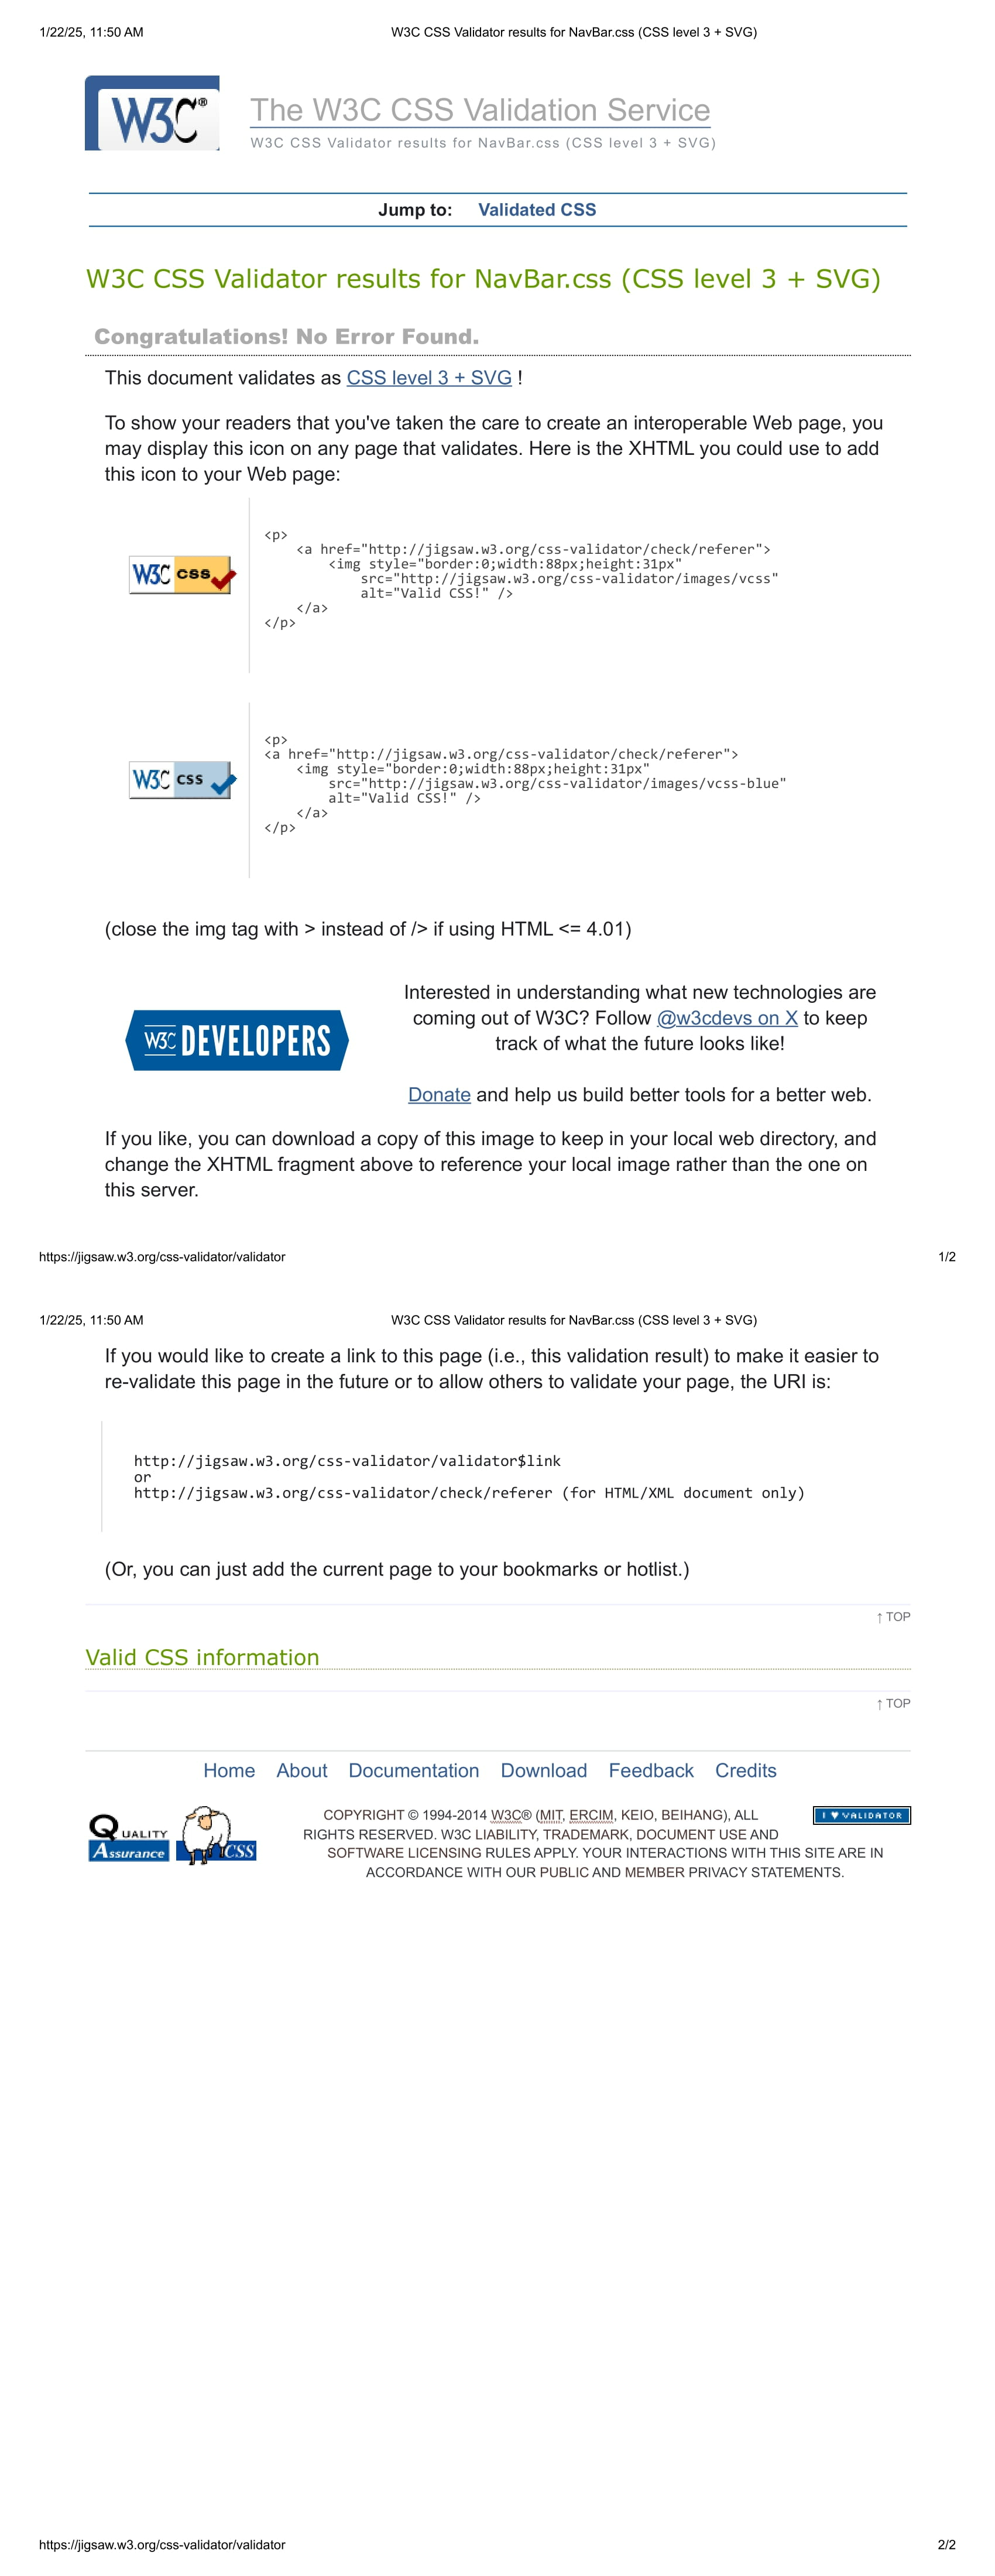 1/22/25, 11:50 AM W3C CSS Validator results for NavBar.css (CSS level 3 + SVG)
W3C®
The W3C CSS Validation Service
W3C CSS Validator results for NavBar.css (CSS level 3 + SVG)
Jump to: Validated CSS
W3C CSS Validator results for NavBar.css (CSS level 3 + SVG)
Congratulations! No Error Found.
This document validates as CSS level 3 + SVG !
To show your readers that you've taken the care to create an interoperable Web page, you
may display this icon on any page that validates. Here is the XHTML you could use to add
this icon to your Web page:
W3C css
<p>
    <a href="http://jigsaw.w3.org/css-validator/check/referer">
        <img style="border:0;width:88px;height:31px"
            src="http://jigsaw.w3.org/css-validator/images/vcss"
            alt="Valid CSS!" />
    </a>
</p>
W3C css
<p>
<a href="http://jigsaw.w3.org/css-validator/check/referer">
    <img style="border:0;width:88px;height:31px"
        src="http://jigsaw.w3.org/css-validator/images/vcss-blue"
        alt="Valid CSS!" />
    </a>
</p>
(close the img tag with > instead of /> if using HTML <= 4.01)
W3C DEVELOPERS
Interested in understanding what new technologies are
coming out of W3C? Follow @w3cdevs on X to keep
track of what the future looks like!
Donate and help us build better tools for a better web.
If you like, you can download a copy of this image to keep in your local web directory, and
change the XHTML fragment above to reference your local image rather than the one on
this server.
https://jigsaw.w3.org/css-validator/validator 1/2
1/22/25, 11:50 AM W3C CSS Validator results for NavBar.css (CSS level 3 + SVG)
If you would like to create a link to this page (i.e., this validation result) to make it easier to
re-validate this page in the future or to allow others to validate your page, the URI is:
http://jigsaw.w3.org/css-validator/validator$link
or
http://jigsaw.w3.org/css-validator/check/referer (for HTML/XML document only)
(Or, you can just add the current page to your bookmarks or hotlist.)
↑ TOP
Valid CSS information
↑ TOP
Home About Documentation Download Feedback Credits
QUALITY
Assurance
CSS
COPYRIGHT © 1994-2014 W3C® (MIT, ERCIM, KEIO, BEIHANG), ALL
RIGHTS RESERVED. W3C LIABILITY, TRADEMARK, DOCUMENT USE AND
SOFTWARE LICENSING RULES APPLY. YOUR INTERACTIONS WITH THIS SITE ARE IN
ACCORDANCE WITH OUR PUBLIC AND MEMBER PRIVACY STATEMENTS.
I ♥ VALIDATOR
https://jigsaw.w3.org/css-validator/validator 2/2